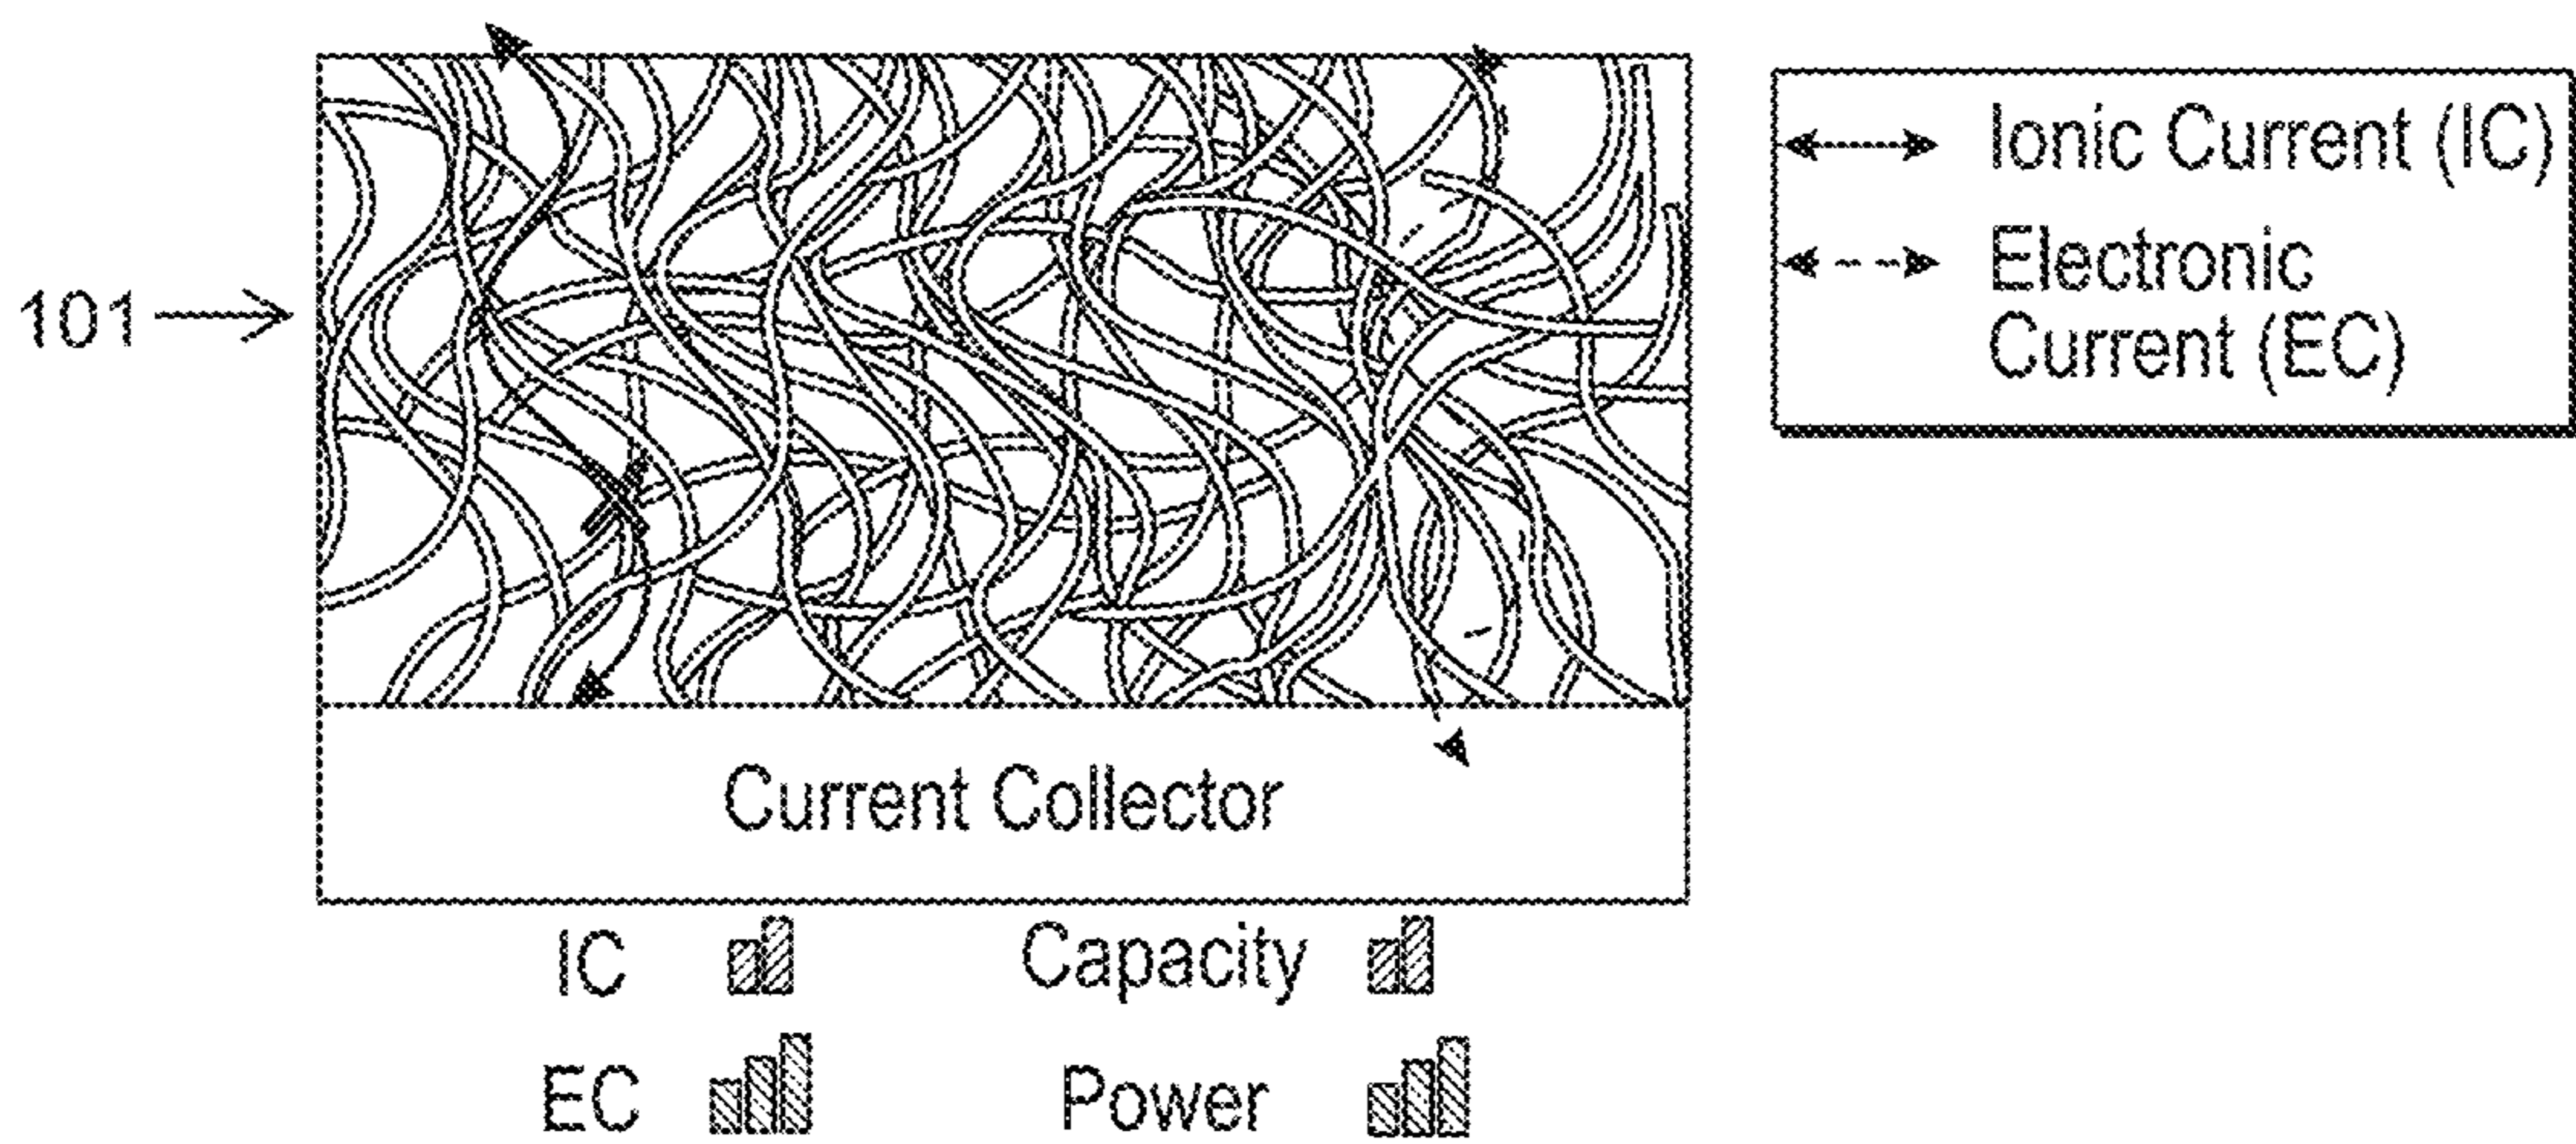 Ionic Current (IC)
Electronic
Current (EC)
101
Current Collector
IC
Capacity
EC
Power